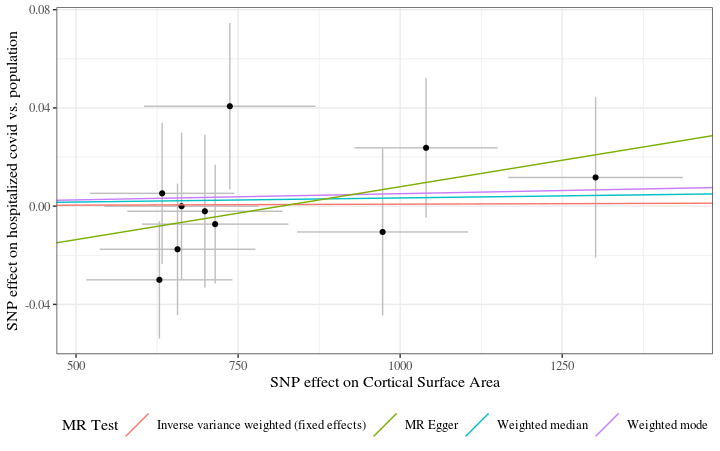 SNP effect on hospitalized covid vs. population
0.08
0.04
0.00
-0.04
500
750
1000
1250
SNP effect on Cortical Surface Area
MR Test
Inverse variance weighted (fixed effects)
MR Egger
Weighted median
Weighted mode